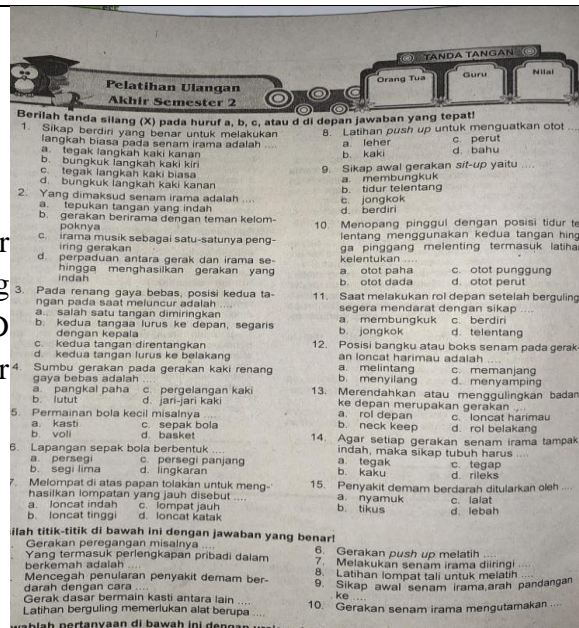 TANDA TANGAN
Orang Tua
Guru
Nilai
Pelatihan Ulangan
Akhir Semester 2
Berilah tanda silang (X) pada huruf a, b, c, atau d di depan jawaban yang tepat!
1. Sikap berdiri yang benar untuk melakukan
langkah biasa pada senam irama adalah ....
a. tegak langkah kaki kanan
b. bungkuk langkah kaki kiri
c. tegak langkah kaki biasa
d. bungkuk langkah kaki kanan
2. Yang dimaksud senam irama adalah ....
a. tepukan tangan yang indah
b. gerakan berirama dengan teman kelom-
poknya
c. irama musik sebagai satu-satunya peng-
iring gerakan
d. perpaduan antara gerak dan irama se-
hingga menghasilkan gerakan yang
indah
3. Pada renang gaya bebas, posisi kedua ta-
ngan pada saat meluncur adalah ....
a. salah satu tangan dimiringkan
b. kedua tangaa lurus ke depan, segaris
dengan kepala
c. kedua tangan direntangkan
d. kedua tangan lurus ke belakang
4. Sumbu gerakan pada gerakan kaki renang
gaya bebas adalah ....
a. pangkal paha c. pergelangan kaki
b. lutut d. jari-jari kaki
5. Permainan bola kecil misalnya ....
a. kasti c. sepak bola
b. voli d. basket
6. Lapangan sepak bola berbentuk ....
a. persegi c. persegi panjang
b. segi lima d. lingkaran
7. Melompat di atas papan tolakan untuk meng-
hasilkan lompatan yang jauh disebut ....
a. loncat indah c. lompat jauh
b. loncat tinggi d. loncat katak
8. Latihan push up untuk menguatkan otot ....
a. leher c. perut
b. kaki d. bahu
9. Sikap awal gerakan sit-up yaitu ....
a. membungkuk
b. tidur telentang
c. jongkok
d. berdiri
10. Menopang pinggul dengan posisi tidur te
lentang menggunakan kedua tangan hing
ga pinggang melenting termasuk latiha
kelentukan ....
a. otot paha c. otot punggung
b. otot dada d. otot perut
11. Saat melakukan rol depan setelah berguling
segera mendarat dengan sikap ....
a. membungkuk c. berdiri
b. jongkok d. telentang
12. Posisi bangku atau boks senam pada gerak-
an loncat harimau adalah ....
a. melintang c. memanjang
b. menyilang d. menyamping
13. Merendahkan atau menggulingkan badan
ke depan merupakan gerakan ....
a. rol depan c. loncat harimau
b. neck keep d. rol belakang
14. Agar setiap gerakan senam irama tampak
indah, maka sikap tubuh harus ....
a. tegak c. tegap
b. kaku d. rileks
15. Penyakit demam berdarah ditularkan oleh ....
a. nyamuk c. lalat
b. tikus d. lebah
ilah titik-titik di bawah ini dengan jawaban yang benar!
Gerakan peregangan misalnya ....
Yang termasuk perlengkapan pribadi dalam
berkemah adalah ....
Mencegah penularan penyakit demam ber-
darah dengan cara ....
Gerak dasar bermain kasti antara lain ....
Latihan berguling memerlukan alat berupa ....
6. Gerakan push up melatih ....
7. Melakukan senam irama diiringi ....
8. Latihan lompat tali untuk melatih ....
9. Sikap awal senam irama,arah pandangan
ke ....
10. Gerakan senam irama mengutamakan ....
wablah pertanyaan di bawah ini dengan